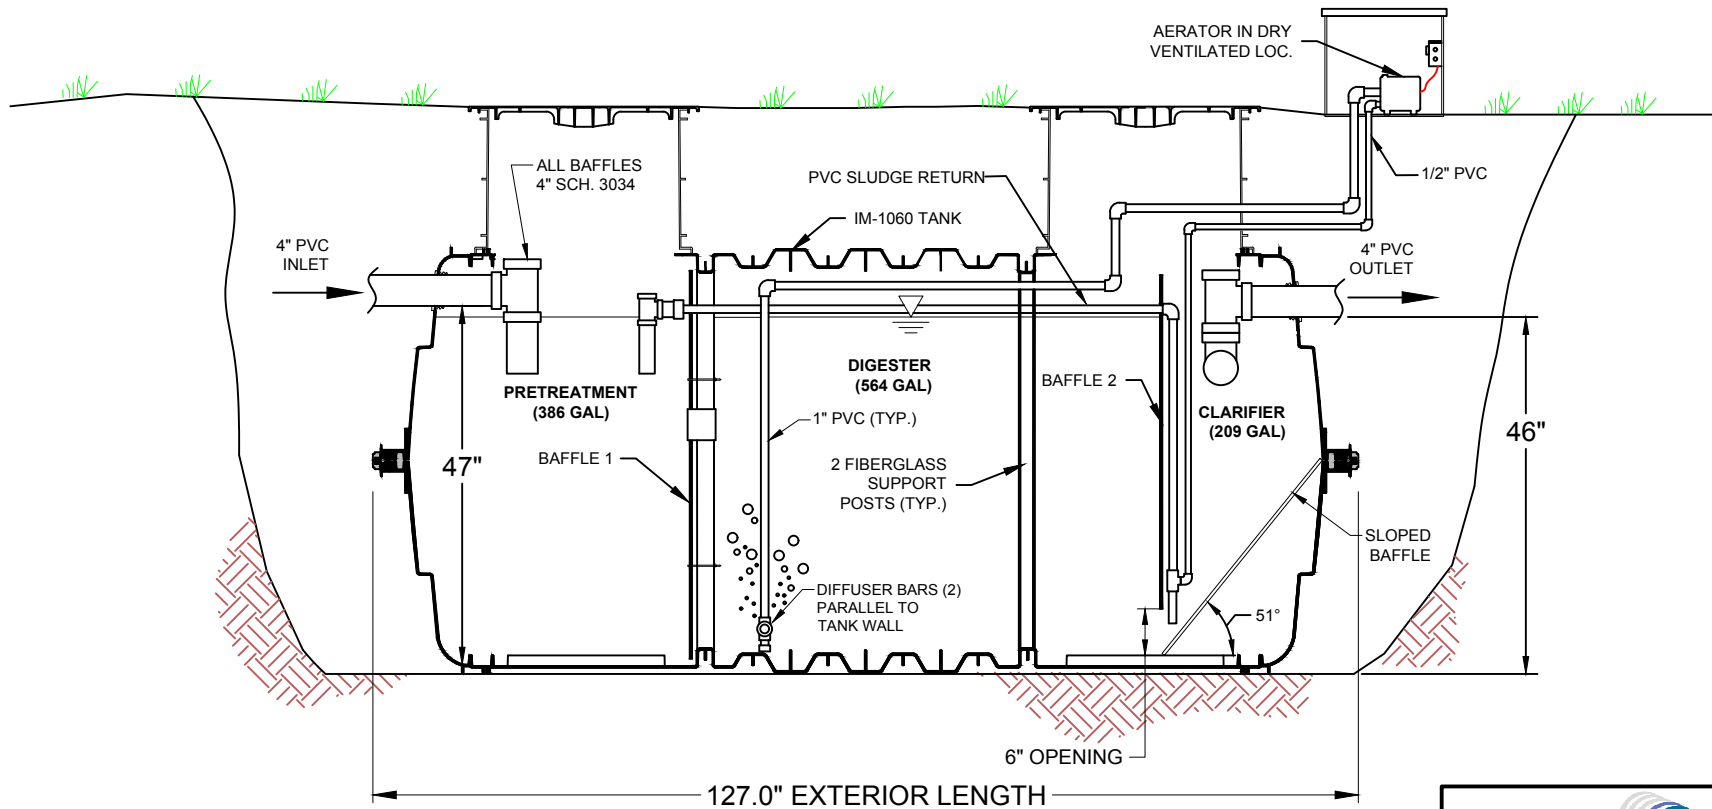 AERATOR IN DRY
VENTILATED LOC.
ALL BAFFLES
4" SCH. 3034
PVC SLUDGE RETURN
1/2" PVC
IM-1060 TANK
4" PVC
INLET
4" PVC
OUTLET
PRETREATMENT
(386 GAL)
DIGESTER
(564 GAL)
BAFFLE 2
CLARIFIER
(209 GAL)
1" PVC (TYP.)
46"
47"
BAFFLE 1
2 FIBERGLASS
SUPPORT
POSTS (TYP.)
SLOPED
BAFFLE
DIFFUSER BARS (2)
PARALLEL TO
TANK WALL
51°
6" OPENING
127.0" EXTERIOR LENGTH